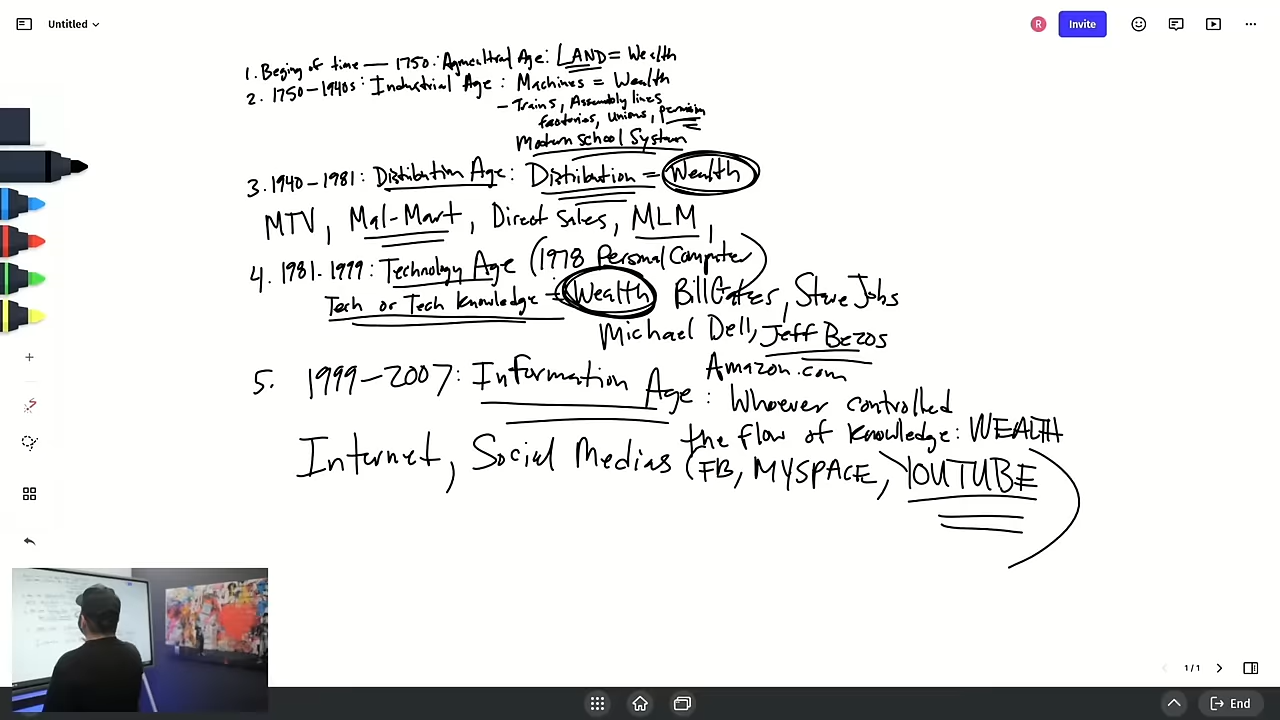 Untitled
R
Invite
1. Beging of time — 1750: Agricultral Age: LAND = Wealth
2. 1750-1940s: Industrial Age: Machines = Wealth
- Trains, Assembly lines
factories, Unions,
Modern School System
3. 1940-1981: Distribution Age: Distribution = Wealth
MTV, Wal-Mart, Direct Sales, MLM,
4. 1981-1999: Technology Age (1978 Personal Computer)
Tech or Tech Knowledge = Wealth Bill Gates, Steve Jobs
Michael Dell, Jeff Bezos
Amazon.com
5. 1999-2007: Information Age: Whoever controlled
the flow of Knowledge: WEALTH
Internet, Social Medias (FB, MYSPACE, YOUTUBE)
1/1
End